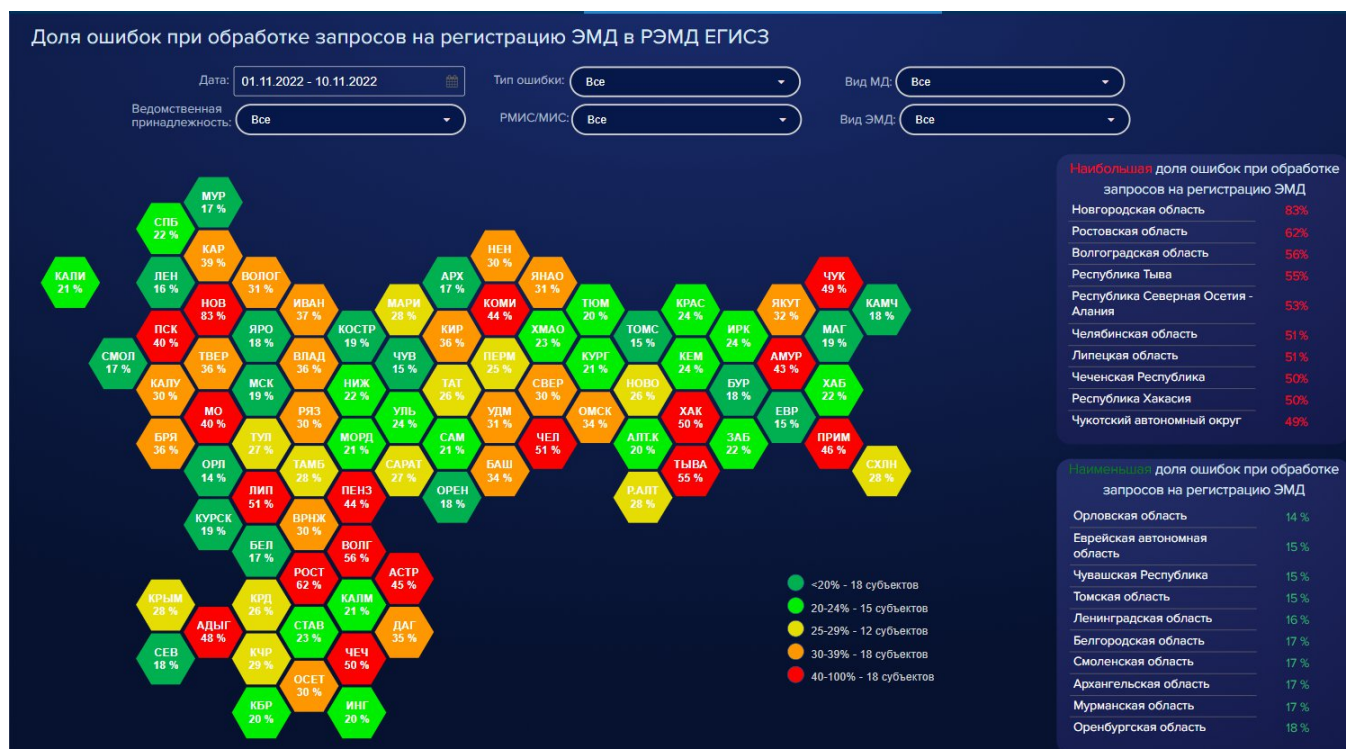 Доля ошибок при обработке запросов на регистрацию ЭМД в РЭМД ЕГИСЗ
Дата: 01.11.2022 - 10.11.2022
Тип ошибки: Все
Вид МД: Все
Ведомственная
принадлежность: Все
РМИС/МИС: Все
Вид ЭМД: Все
МУР
17 %
СПБ
22 %
КАР
39 %
НЕН
30 %
КАЛИ
21 %
ЛЕН
16 %
ВОЛОГ
31 %
АРХ
17 %
ЯНАО
31 %
ЧУК
49 %
НОВ
83 %
ИВАН
37 %
МАРИ
28 %
КОМИ
44 %
ТЮМ
20 %
КРАС
24 %
ЯКУТ
32 %
КАМЧ
18 %
ПСК
40 %
ЯРО
18 %
КОСТР
19 %
КИР
36 %
ХМАО
23 %
ТОМС
15 %
ИРК
24 %
МАГ
19 %
СМОЛ
17 %
ТВЕР
36 %
ВЛАД
36 %
ЧУВ
15 %
ПЕРМ
25 %
КУРГ
21 %
КЕМ
24 %
АМУР
43 %
КАЛУ
30 %
МСК
19 %
НИЖ
22 %
ТАТ
26 %
СВЕР
30 %
НОВО
26 %
БУР
18 %
ХАБ
22 %
МО
40 %
РЯЗ
30 %
УЛЬ
24 %
УДМ
31 %
ОМСК
34 %
ХАК
50 %
ЕВР
15 %
БРЯ
36 %
ТУЛ
27 %
МОРД
21 %
САМ
21 %
ЧЕЛ
51 %
АЛТ.К
20 %
ЗАБ
22 %
ПРИМ
46 %
ОРЛ
14 %
ТАМБ
28 %
САРАТ
27 %
БАШ
34 %
ТЫВА
55 %
СХЛН
28 %
ЛИП
51 %
ПЕНЗ
44 %
ОРЕН
18 %
Р.АЛТ
28 %
КУРСК
19 %
ВРНЖ
30 %
БЕЛ
17 %
ВОЛГ
56 %
РОСТ
62 %
АСТР
45 %
КРЫМ
28 %
КРД
26 %
КАЛМ
21 %
АДЫГ
48 %
СТАВ
23 %
ДАГ
35 %
СЕВ
18 %
КЧР
29 %
ЧЕЧ
50 %
ОСЕТ
30 %
КБР
20 %
ИНГ
20 %
<20% - 18 субъектов
20-24% - 15 субъектов
25-29% - 12 субъектов
30-39% - 18 субъектов
40-100% - 18 субъектов
Наибольшая доля ошибок при обработке
запросов на регистрацию ЭМД
Новгородская область 83%
Ростовская область 62%
Волгоградская область 56%
Республика Тыва 55%
Республика Северная Осетия -
Алания 53%
Челябинская область 51%
Липецкая область 51%
Чеченская Республика 50%
Республика Хакасия 50%
Чукотский автономный округ 49%
Наименьшая доля ошибок при обработке
запросов на регистрацию ЭМД
Орловская область 14 %
Еврейская автономная
область 15 %
Чувашская Республика 15 %
Томская область 15 %
Ленинградская область 16 %
Белгородская область 17 %
Смоленская область 17 %
Архангельская область 17 %
Мурманская область 17 %
Оренбургская область 18 %